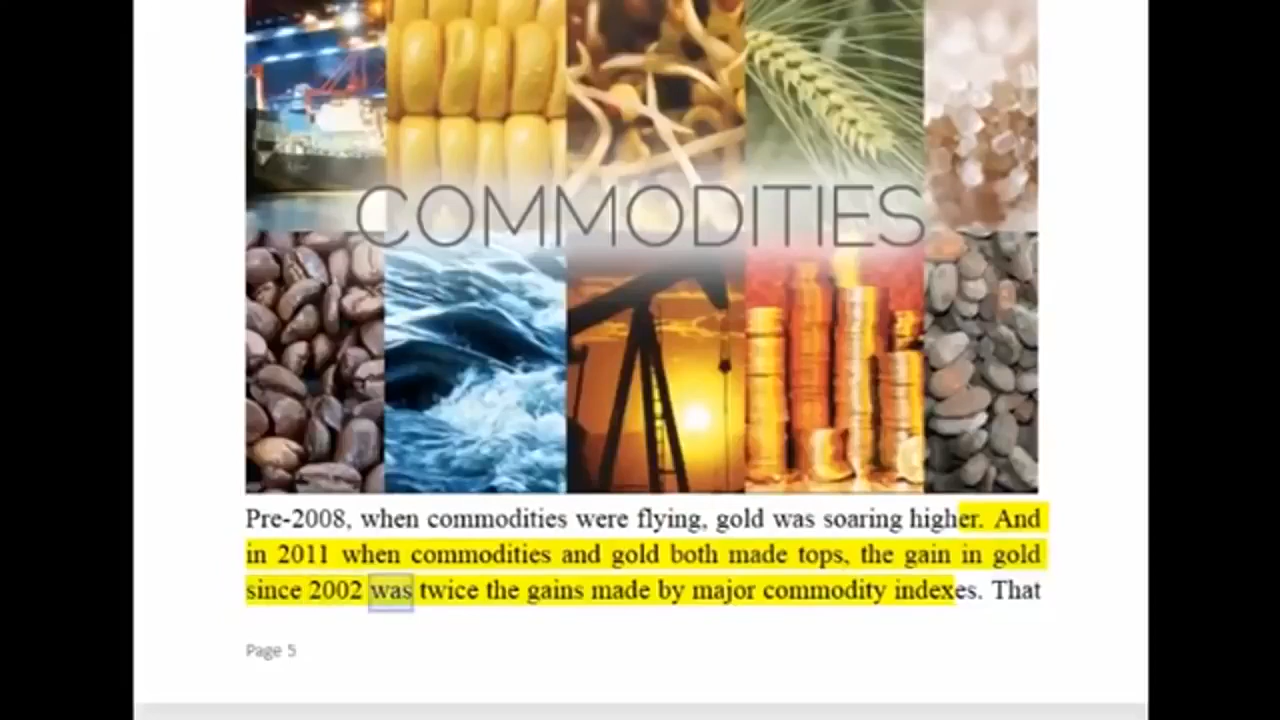 COMMODITIES
Pre-2008, when commodities were flying, gold was soaring higher. And
in 2011 when commodities and gold both made tops, the gain in gold
since 2002 was twice the gains made by major commodity indexes. That
Page 5